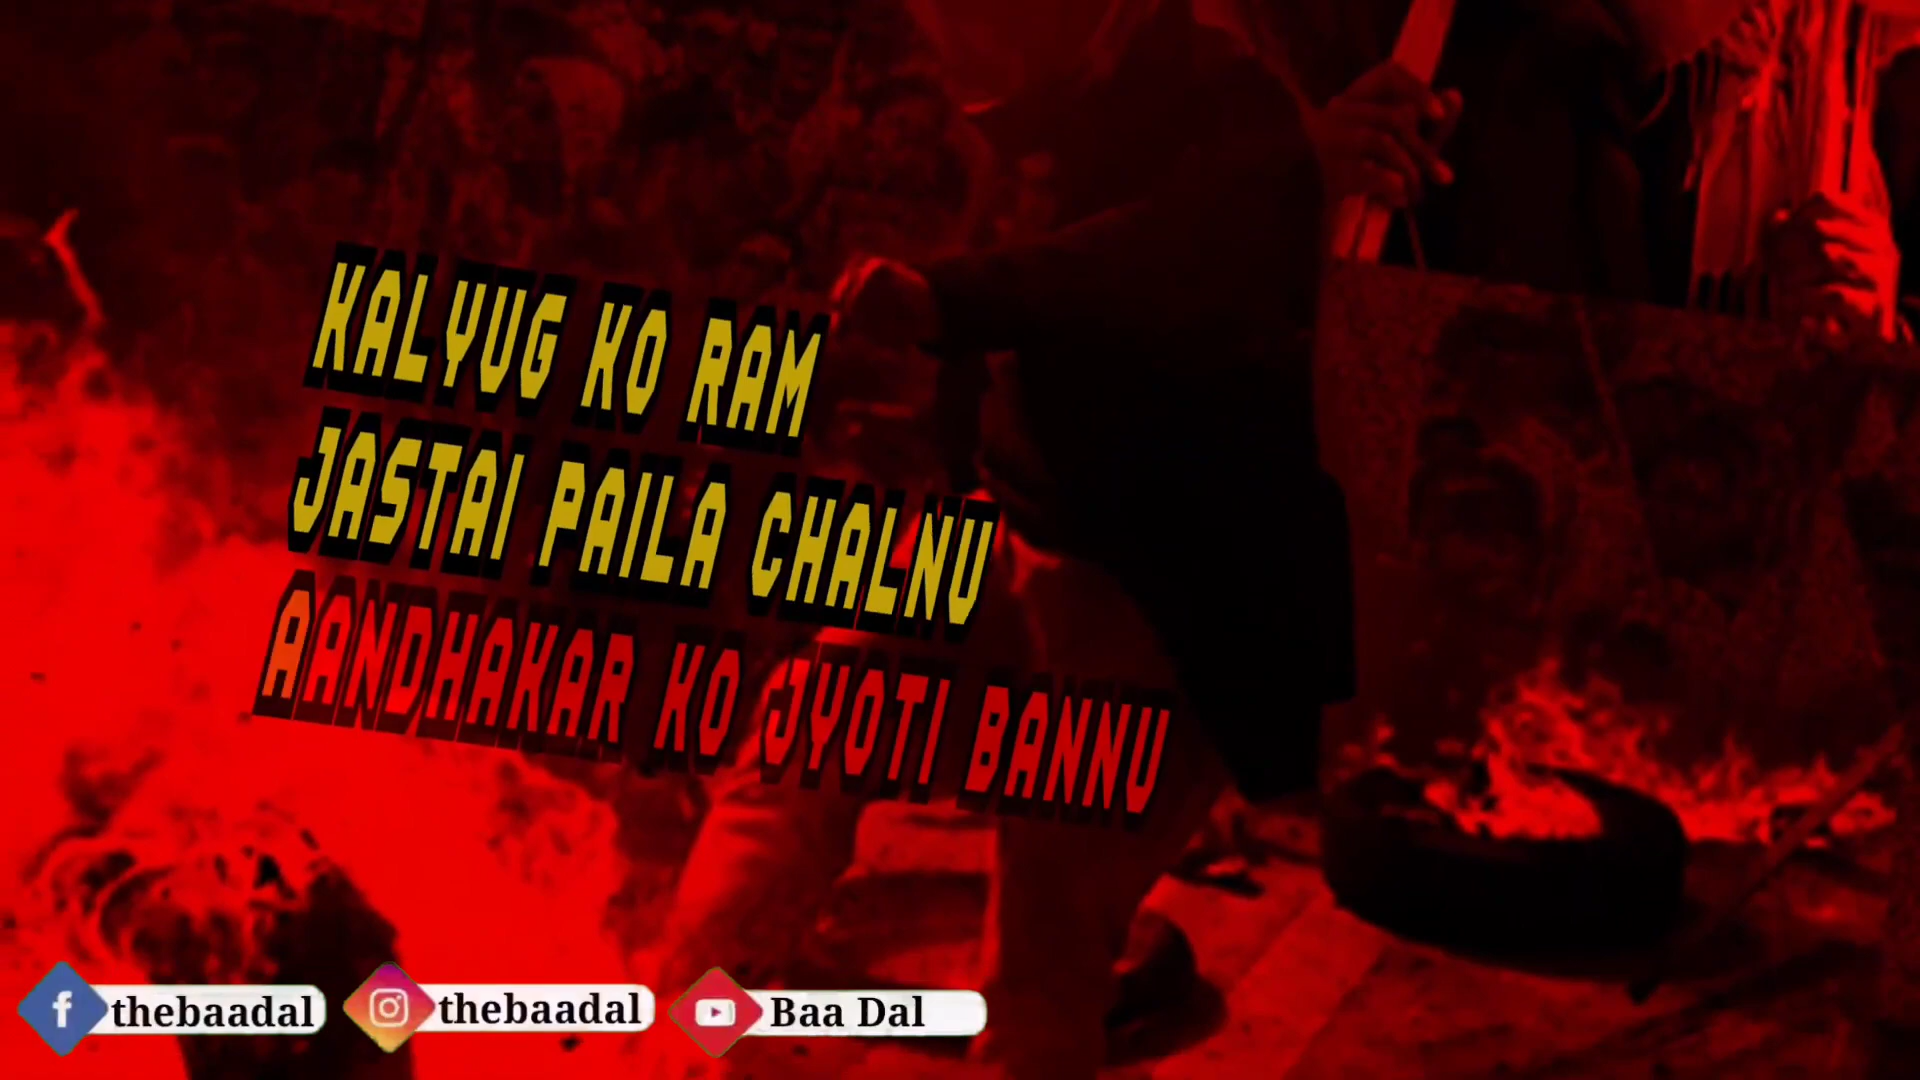 KALYUG KO RAM
JASTAI PAILA CHALNU
AANDHAKAR KO JYOTI BANNU
thebaadal
thebaadal
Baa Dal